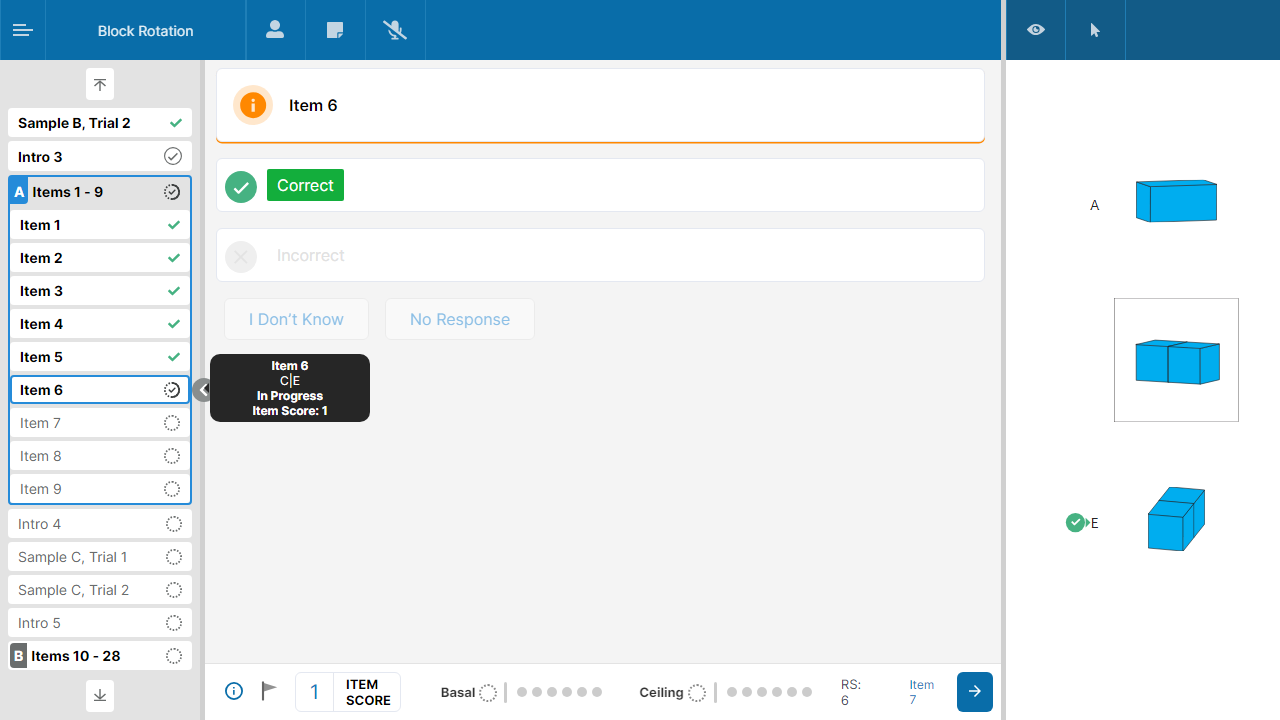 Block Rotation
Sample B, Trial 2
Intro 3
A Items 1 - 9
Item 1
Item 2
Item 3
Item 4
Item 5
Item 6
Item 7
Item 8
Item 9
Intro 4
Sample C, Trial 1
Sample C, Trial 2
Intro 5
B Items 10 - 28
Item 6
Correct
Incorrect
I Don't Know
No Response
Item 6
C|E
In Progress
Item Score: 1
1
ITEM
SCORE
Basal
Ceiling
RS:
6
Item
7
A
E